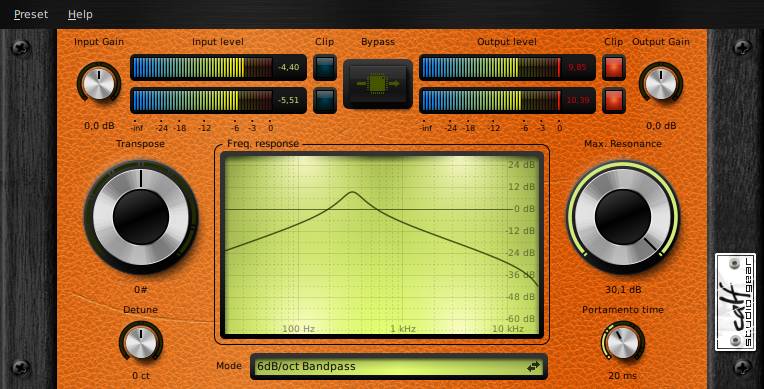 Preset Help
Input Gain Input level Clip Bypass Output level Clip Output Gain
-4,40 9,85
-5,51 10,39
0,0 dB -inf -24 -18 -12 -6 -3 0 -inf -24 -18 -12 -6 -3 0 0,0 dB
Transpose Freq. response Max. Resonance
24 dB
12 dB
0 dB
-12 dB
-24 dB
-36 dB
-48 dB
-60 dB
100 Hz 1 kHz 10 kHz
0# 30,1 dB
Detune Portamento time
Mode 6dB/oct Bandpass
0 ct 20 ms
calf
studio gear